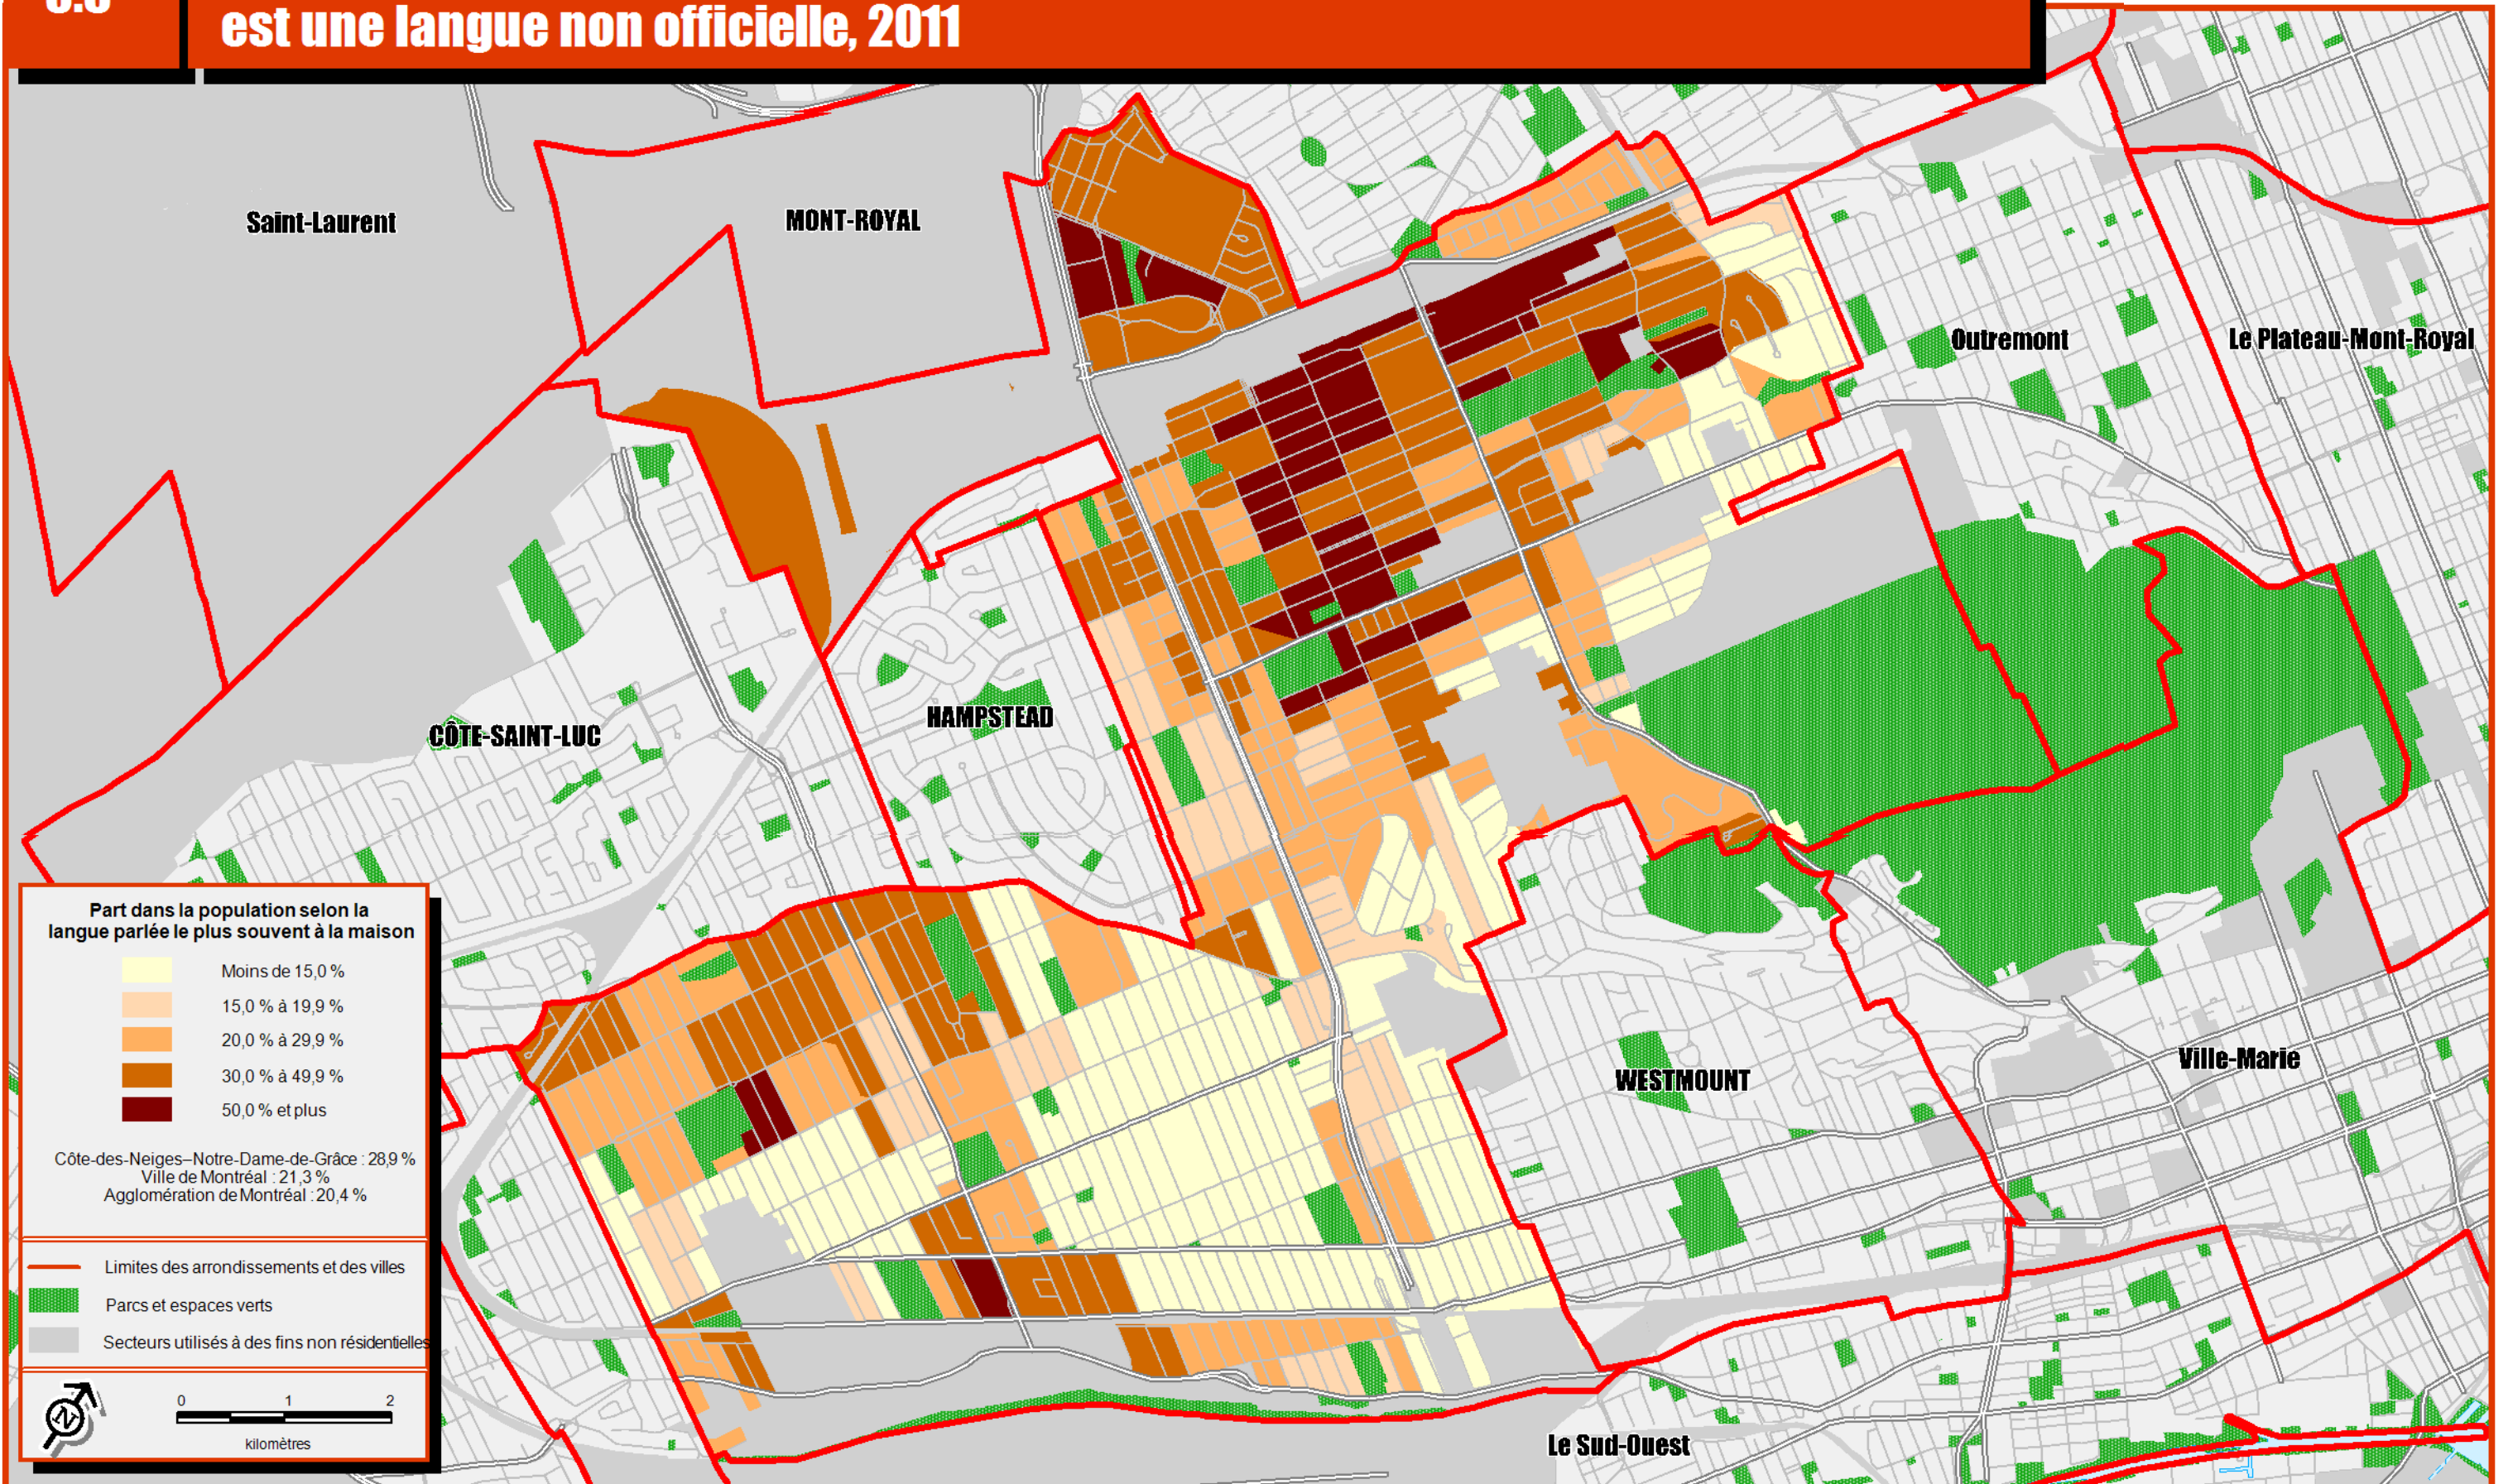 est une langue non officielle, 2011
Saint-Laurent
MONT-ROYAL
Outremont
Le Plateau-Mont-Royal
CÔTE-SAINT-LUC
HAMPSTEAD
WESTMOUNT
Ville-Marie
Le Sud-Ouest
Part dans la population selon la
langue parlée le plus souvent à la maison
Moins de 15,0 %
15,0 % à 19,9 %
20,0 % à 29,9 %
30,0 % à 49,9 %
50,0 % et plus
Côte-des-Neiges–Notre-Dame-de-Grâce : 28,9 %
Ville de Montréal : 21,3 %
Agglomération de Montréal : 20,4 %
Limites des arrondissements et des villes
Parcs et espaces verts
Secteurs utilisés à des fins non résidentielles
N
0 1 2
kilomètres